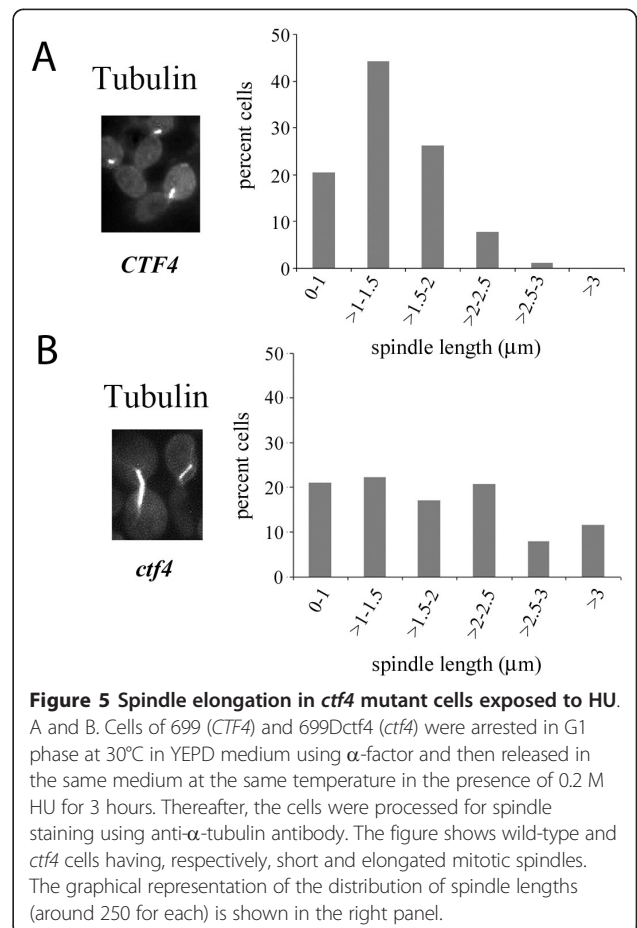 A
Tubulin
CTF4
percent cells
50
40
30
20
10
0
0-1
>1-1.5
>1.5-2
>2-2.5
>2.5-3
>3
spindle length (μm)
B
Tubulin
ctf4
percent cells
50
40
30
20
10
0
0-1
>1-1.5
>1.5-2
>2-2.5
>2.5-3
>3
spindle length (μm)
Figure 5 Spindle elongation in ctf4 mutant cells exposed to HU.
A and B. Cells of 699 (CTF4) and 699Dctf4 (ctf4) were arrested in G1
phase at 30°C in YEPD medium using α-factor and then released in
the same medium at the same temperature in the presence of 0.2 M
HU for 3 hours. Thereafter, the cells were processed for spindle
staining using anti-α-tubulin antibody. The figure shows wild-type and
ctf4 cells having, respectively, short and elongated mitotic spindles.
The graphical representation of the distribution of spindle lengths
(around 250 for each) is shown in the right panel.